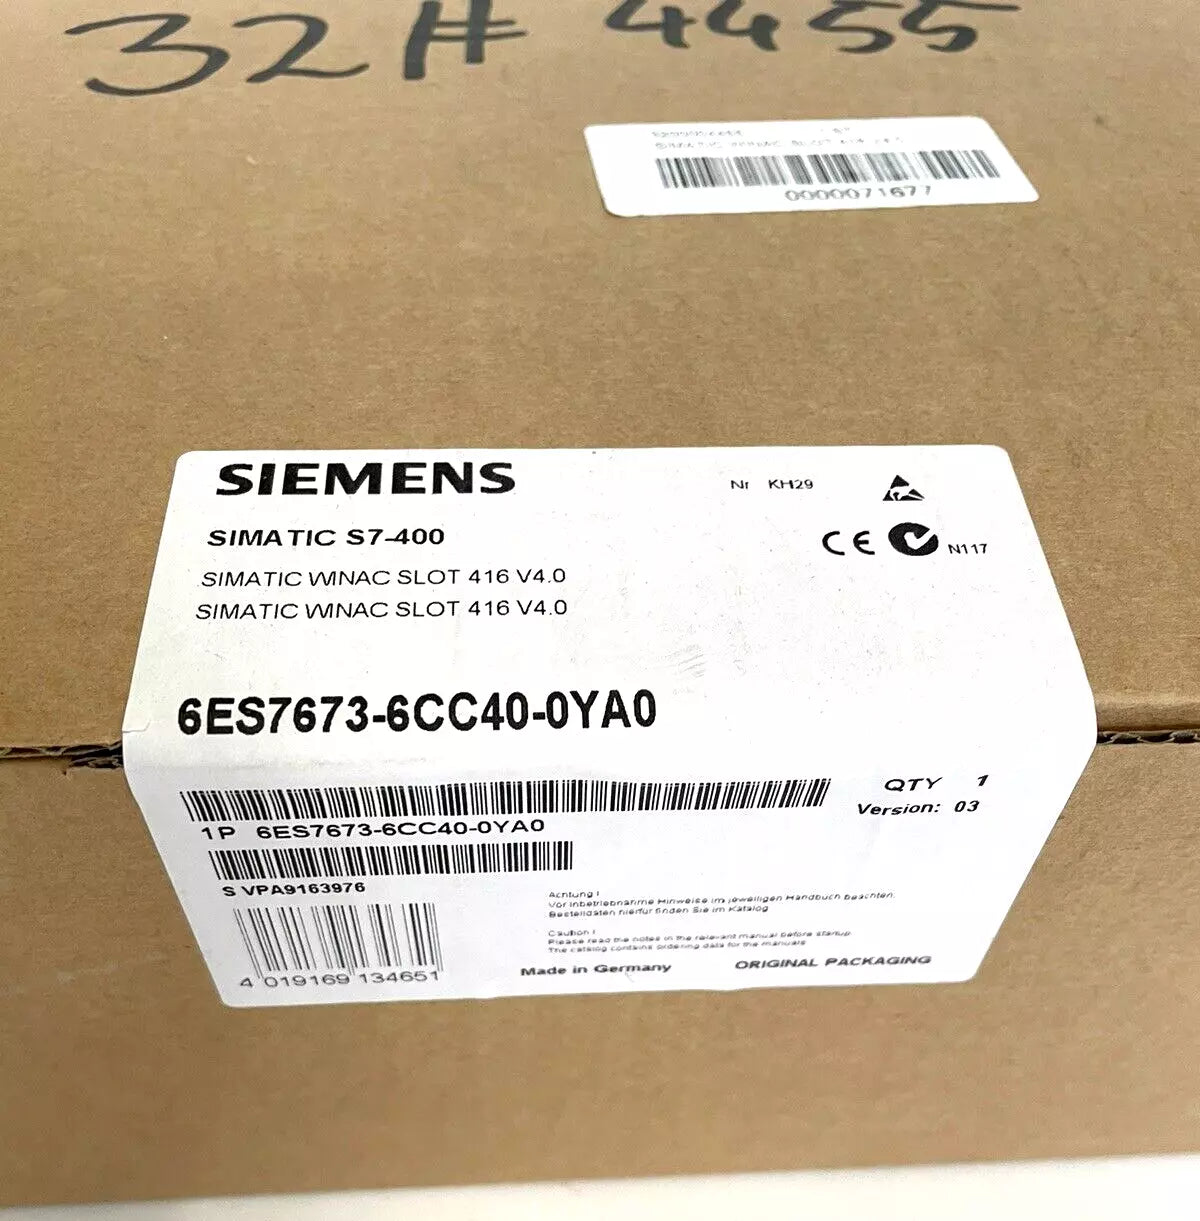 32 # 4455
0000071677
SIEMENS
Nr KH29
SIMATIC S7-400
CE N117
SIMATIC WINAC SLOT 416 V4.0
SIMATIC WINAC SLOT 416 V4.0
6ES7673-6CC40-0YA0
QTY 1
Version: 03
1P 6ES7673-6CC40-0YA0
S VPA9163976
Achtung !
Vor Inbetriebnahme Hinweise im jeweiligen Handbuch beachten.
Bestelldaten hierfür finden Sie im Katalog
Caution !
Please read the notes in the relevant manual before startup
The catalog contains ordering data for the manuals
4 019169 134651
Made in Germany
ORIGINAL PACKAGING